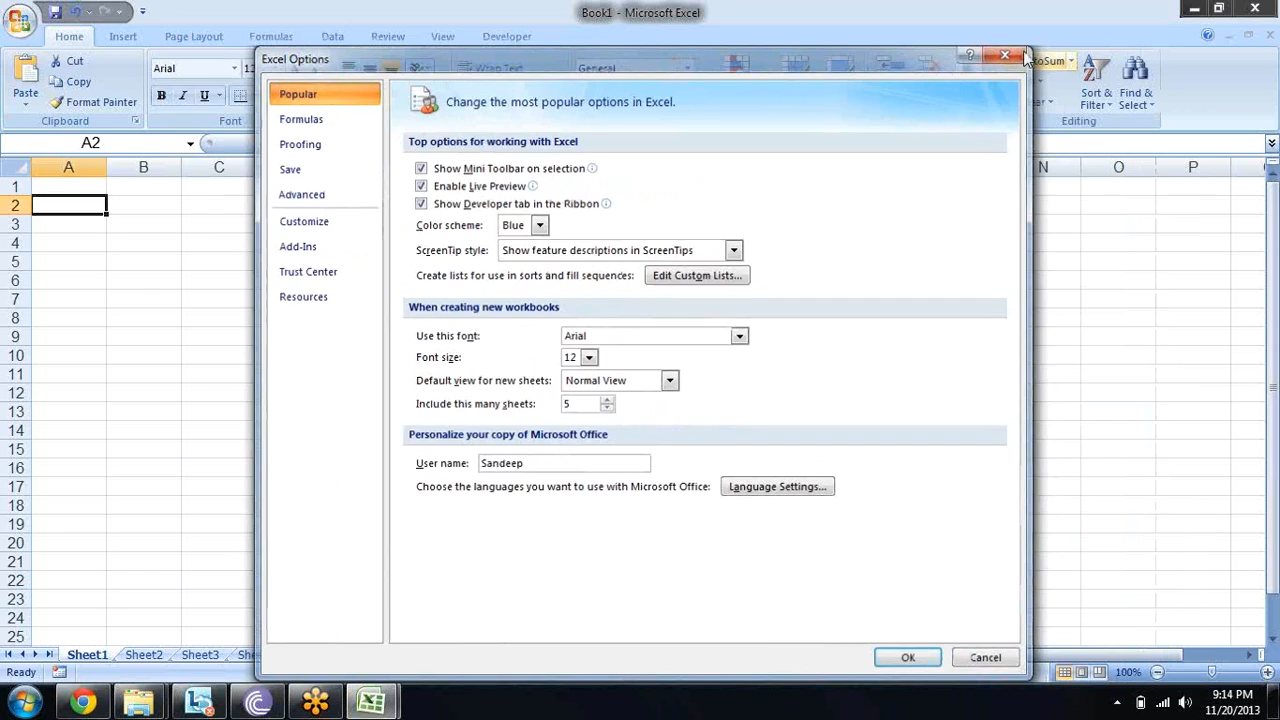 Book1 - Microsoft Excel
Home Insert Page Layout Formulas Data Review View Developer
Paste
Cut
Copy
Format Painter
Clipboard
Arial
B I U
Font
Wrap Text
General
Sort & Filter
Find & Select
Editing
A2
A B C N O P
1
2
3
4
5
6
7
8
9
10
11
12
13
14
15
16
17
18
19
20
21
22
23
24
25
Excel Options
Popular
Formulas
Proofing
Save
Advanced
Customize
Add-Ins
Trust Center
Resources
Change the most popular options in Excel.
Top options for working with Excel
Show Mini Toolbar on selection
Enable Live Preview
Show Developer tab in the Ribbon
Color scheme: Blue
ScreenTip style: Show feature descriptions in ScreenTips
Create lists for use in sorts and fill sequences: Edit Custom Lists...
When creating new workbooks
Use this font: Arial
Font size: 12
Default view for new sheets: Normal View
Include this many sheets: 5
Personalize your copy of Microsoft Office
User name: Sandeep
Choose the languages you want to use with Microsoft Office: Language Settings...
OK Cancel
Sheet1 Sheet2 Sheet3
Ready
100%
9:14 PM
11/20/2013